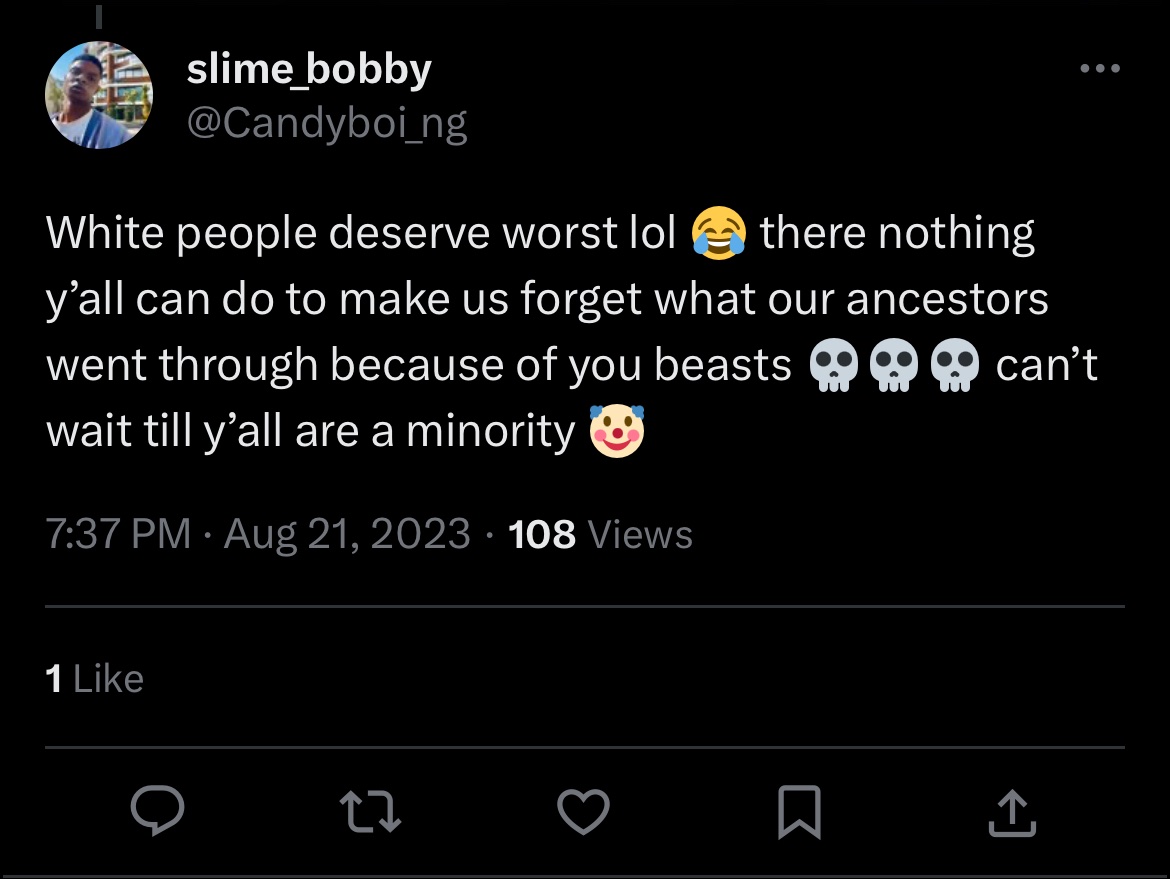 slime_bobby
@Candyboi_ng
White people deserve worst lol 😂 there nothing
y’all can do to make us forget what our ancestors
went through because of you beasts 💀💀💀 can’t
wait till y’all are a minority 🤡
7:37 PM · Aug 21, 2023 · 108 Views
1 Like